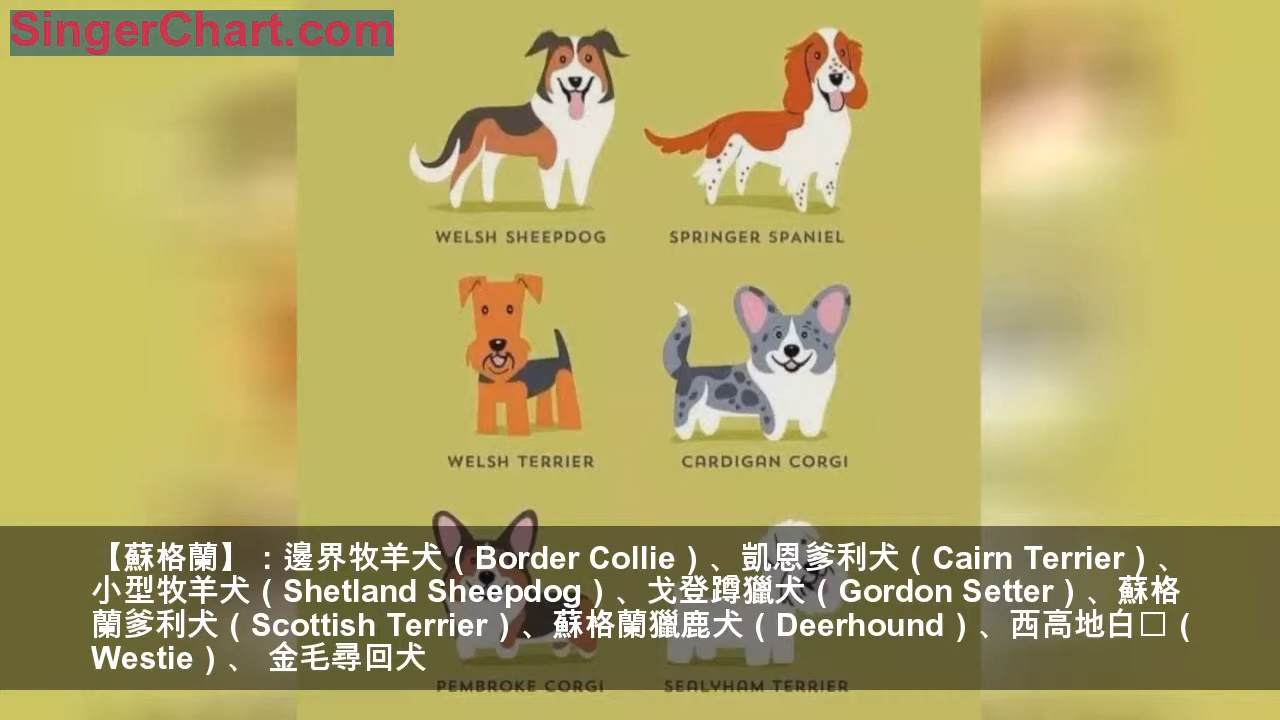 SingerChart.com
WELSH SHEEPDOG
SPRINGER SPANIEL
WELSH TERRIER
CARDIGAN CORGI
【蘇格蘭】：邊界牧羊犬（Border Collie）、凱恩爹利犬（Cairn Terrier）、
小型牧羊犬（Shetland Sheepdog）、戈登蹲獵犬（Gordon Setter）、蘇格
蘭爹利犬（Scottish Terrier）、蘇格蘭獵鹿犬（Deerhound）、西高地白□（
Westie）、 金毛尋回犬
PEMBROKE CORGI
SEALYHAM TERRIER